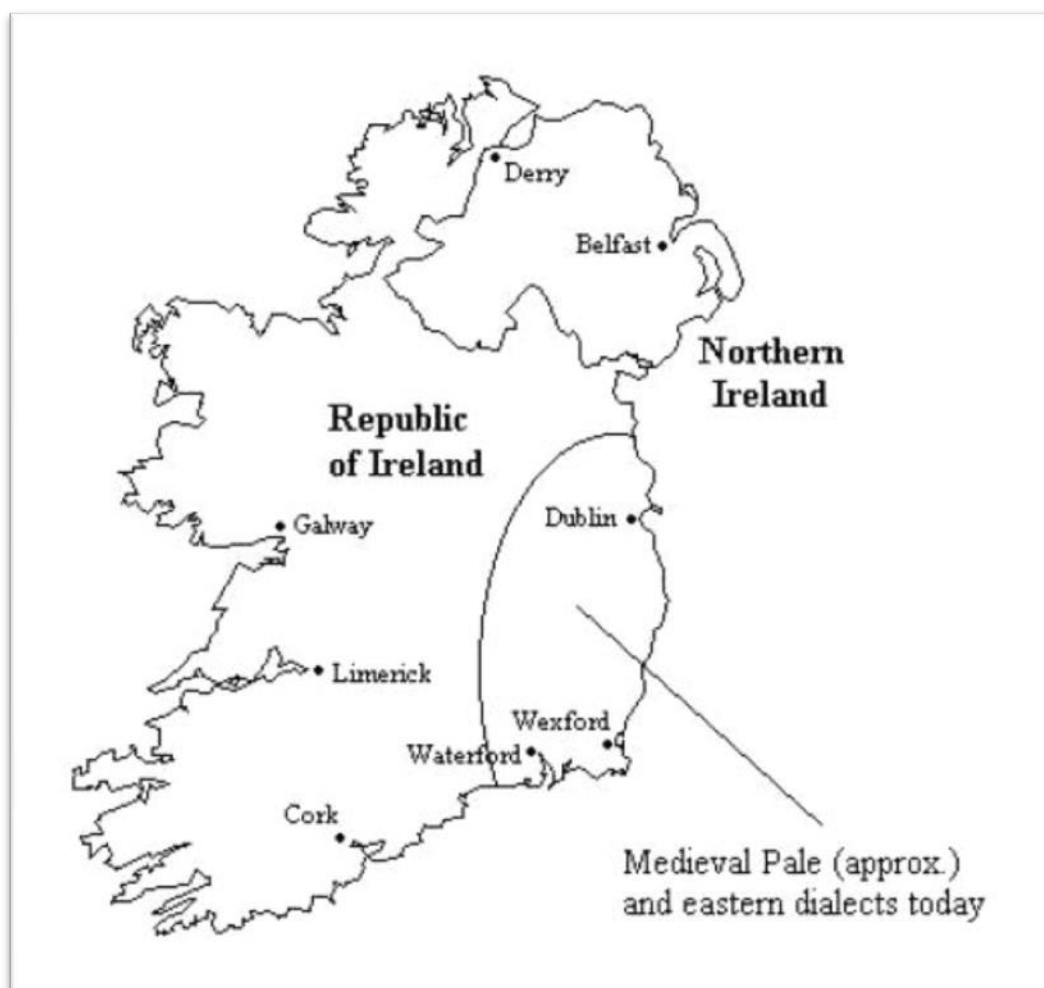 Derry
Belfast
Northern
Ireland
Republic
of Ireland
Dublin
Galway
Limerick
Wexford
Waterford
Cork
Medieval Pale (approx.)
and eastern dialects today